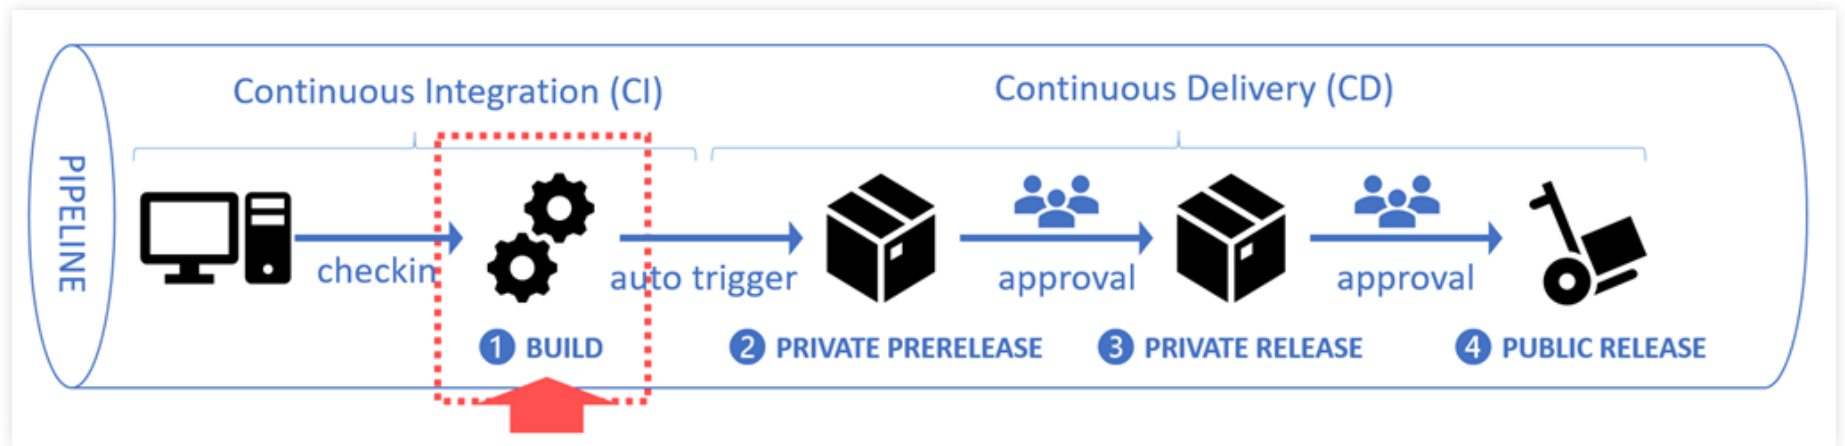 Continuous Integration (CI)
Continuous Delivery (CD)
PIPELINE
checkin
auto trigger
approval
approval
1 BUILD
2 PRIVATE PRERELEASE
3 PRIVATE RELEASE
4 PUBLIC RELEASE